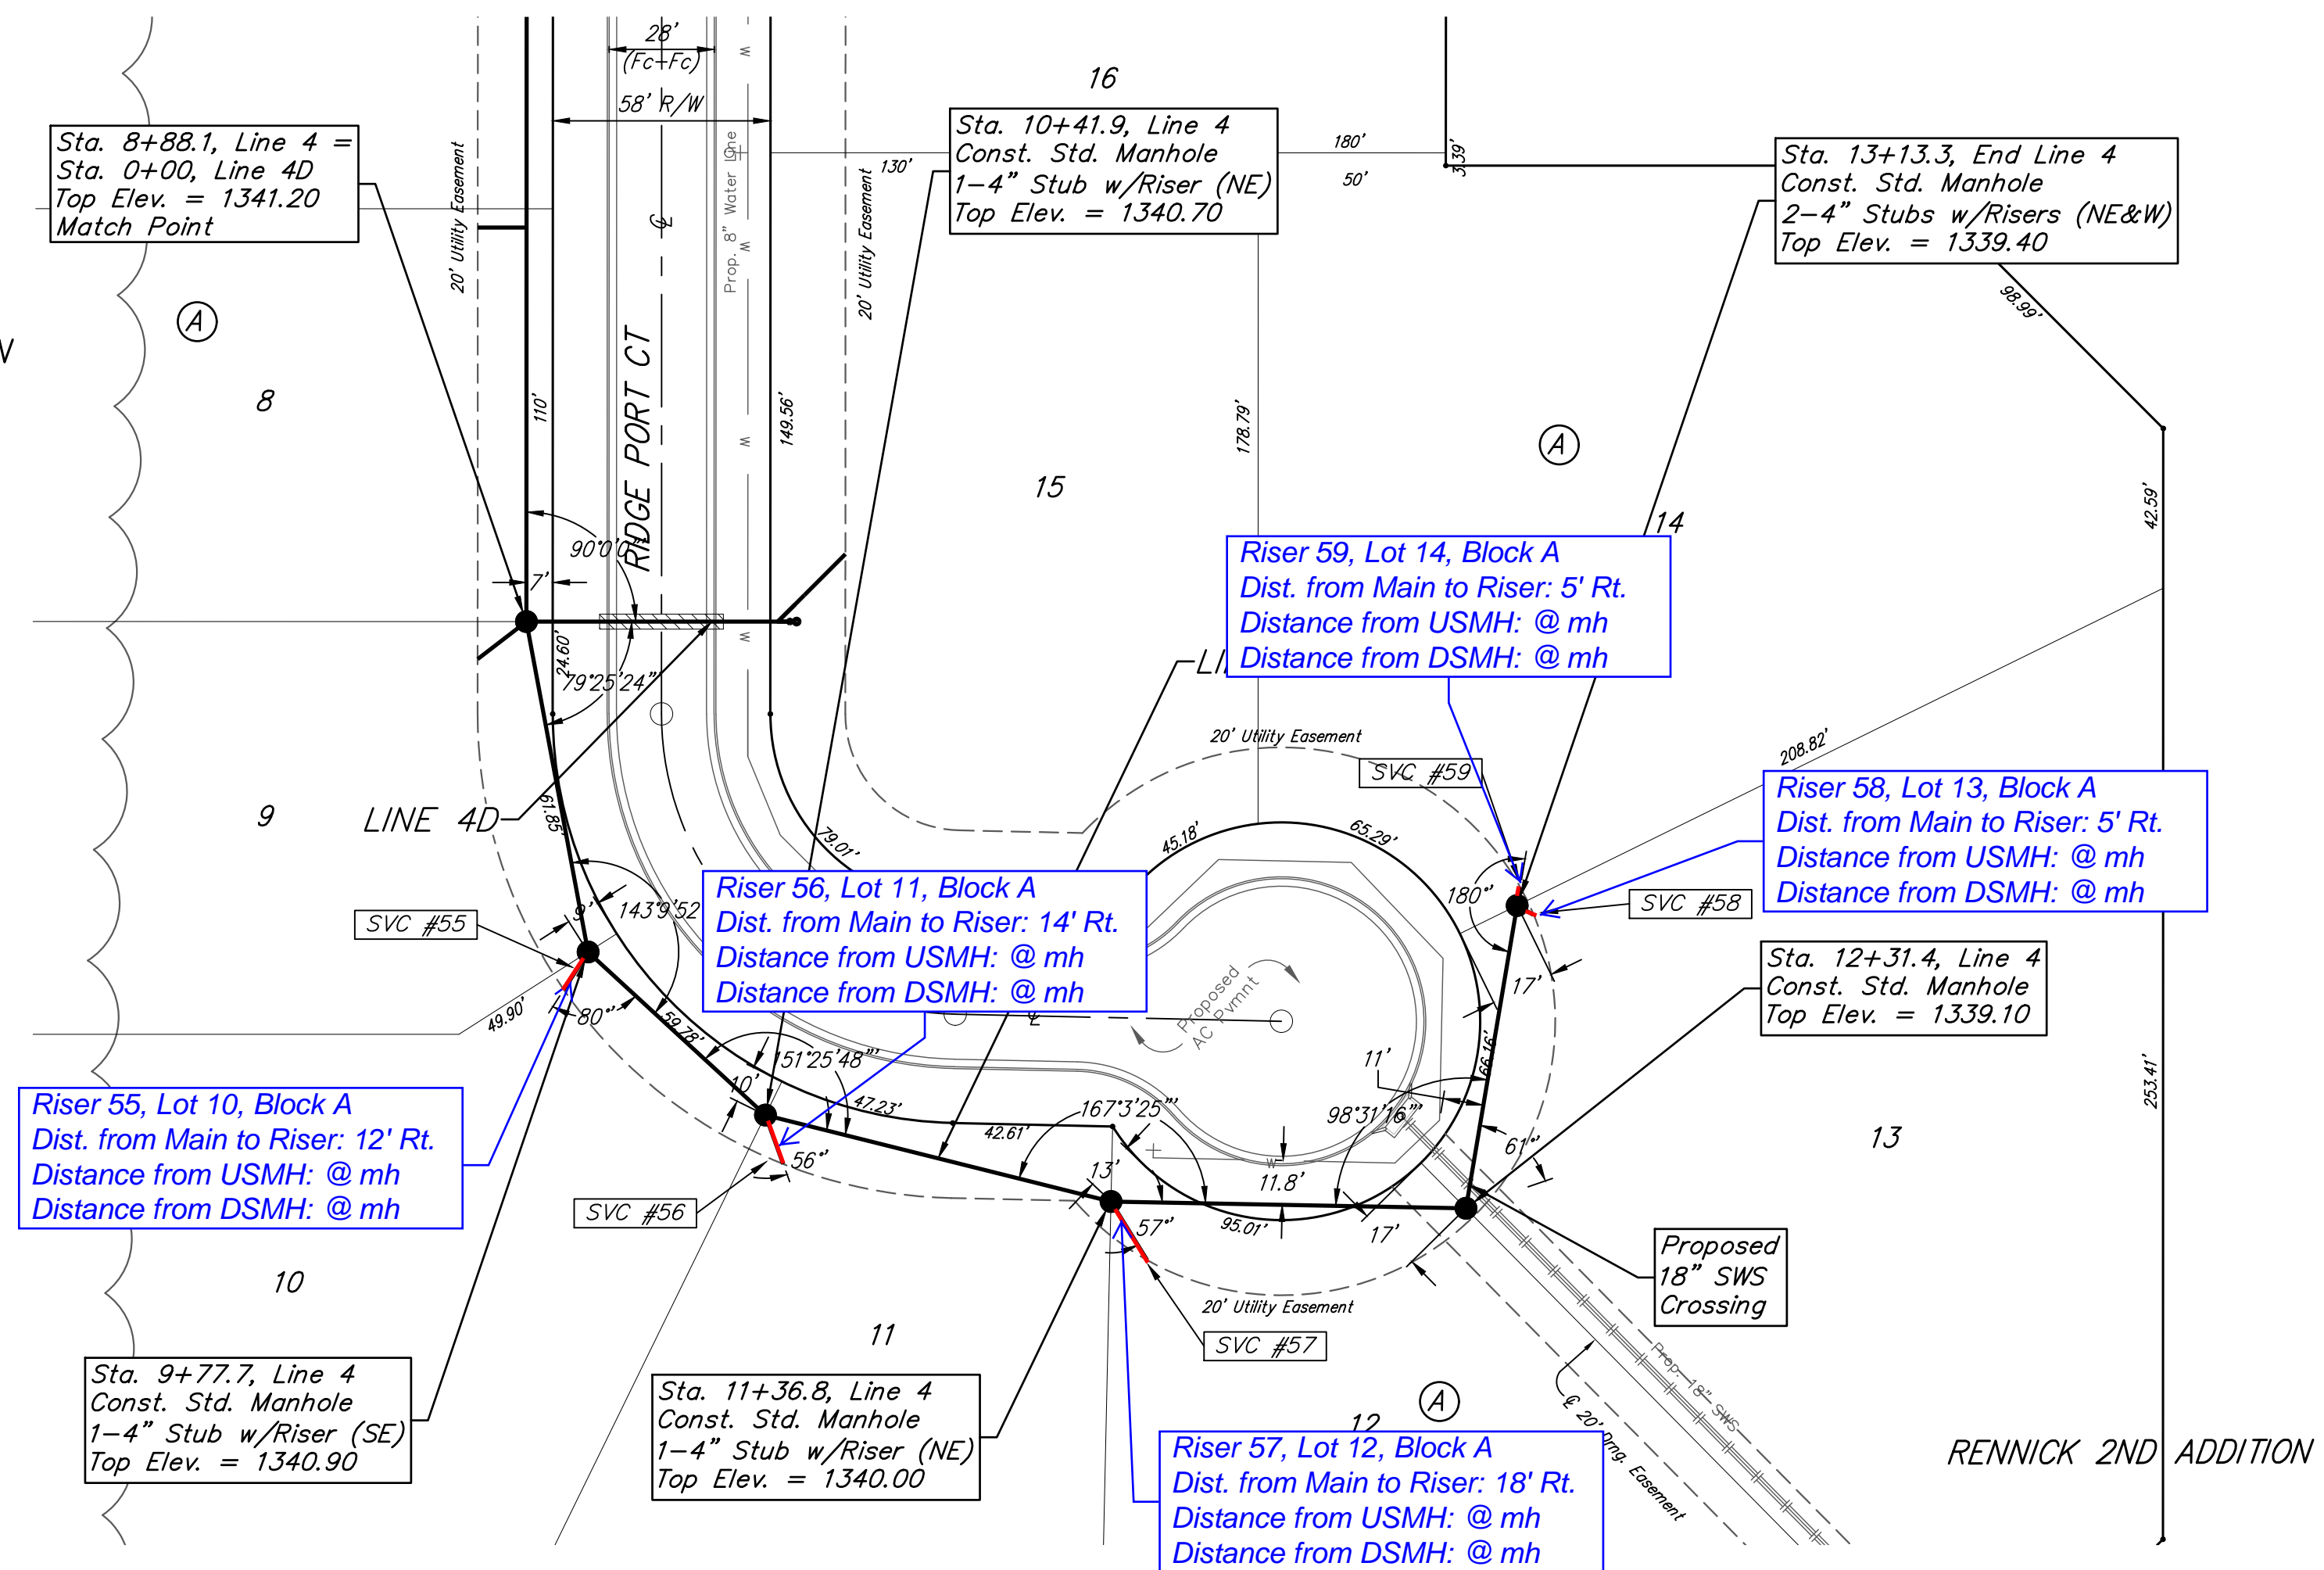 28'
(Fc-Fc)
58' R/W
16
Sta. 8+88.1, Line 4 =
Sta. 0+00, Line 4D
Top Elev. = 1341.20
Match Point
20' Utility Easement
Prop. 8" Water Line
W
W
W
W
℄
20' Utility Easement
130'
Sta. 10+41.9, Line 4
Const. Std. Manhole
1-4" Stub w/Riser (NE)
Top Elev. = 1340.70
180'
50'
3.39'
Sta. 13+13.3, End Line 4
Const. Std. Manhole
2-4" Stubs w/Risers (NE&W)
Top Elev. = 1339.40
98.99'
A
8
110'
RIDGE PORT CT
149.56'
178.79'
15
A
14
42.59'
90°0'0"
7'
24.60'
79°25'24"
Riser 59, Lot 14, Block A
Dist. from Main to Riser: 5' Rt.
Distance from USMH: @ mh
Distance from DSMH: @ mh
20' Utility Easement
SVC #59
208.82'
Riser 58, Lot 13, Block A
Dist. from Main to Riser: 5' Rt.
Distance from USMH: @ mh
Distance from DSMH: @ mh
9
LINE 4D
61.85'
79.01'
45.18'
65.29'
180°
SVC #58
SVC #55
9'
143°9'52
Riser 56, Lot 11, Block A
Dist. from Main to Riser: 14' Rt.
Distance from USMH: @ mh
Distance from DSMH: @ mh
Proposed
AC Pvmnt
17'
Sta. 12+31.4, Line 4
Const. Std. Manhole
Top Elev. = 1339.10
49.90'
80°
59.78'
151°25'48"
10'
47.23'
42.61'
167°3'25"
11'
66.16'
98°31'16"
61°
253.41'
13
Riser 55, Lot 10, Block A
Dist. from Main to Riser: 12' Rt.
Distance from USMH: @ mh
Distance from DSMH: @ mh
56°
SVC #56
13'
W
11.8'
57°
95.01'
17'
Proposed
18" SWS
Crossing
10
11
20' Utility Easement
SVC #57
Prop. 18" SWS
℄ 20' Drng. Easement
Sta. 9+77.7, Line 4
Const. Std. Manhole
1-4" Stub w/Riser (SE)
Top Elev. = 1340.90
Sta. 11+36.8, Line 4
Const. Std. Manhole
1-4" Stub w/Riser (NE)
Top Elev. = 1340.00
A
12
Riser 57, Lot 12, Block A
Dist. from Main to Riser: 18' Rt.
Distance from USMH: @ mh
Distance from DSMH: @ mh
RENNICK 2ND ADDITION